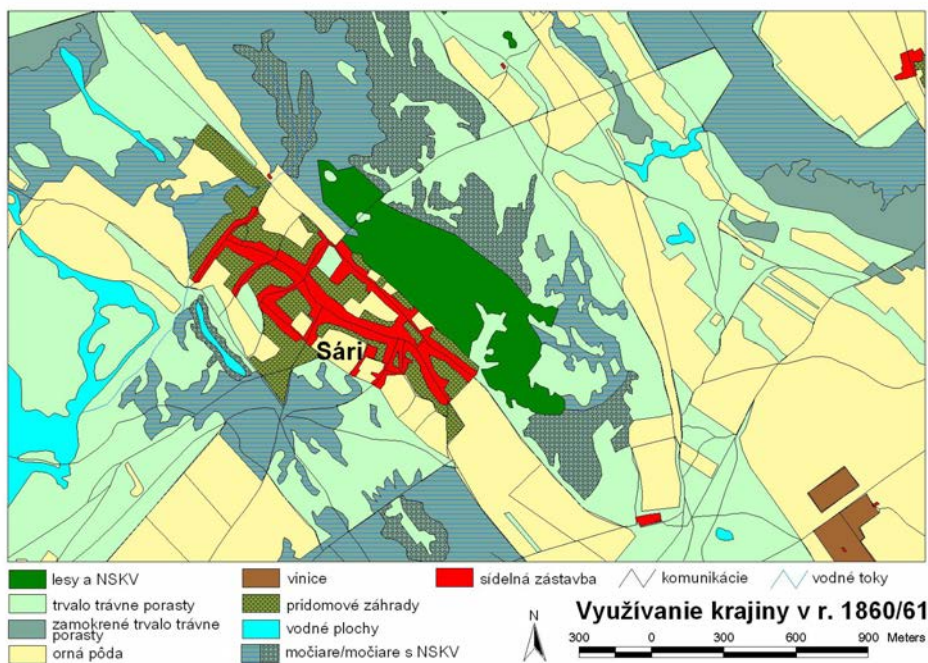 Sári
lesy a NSKV
trvalo trávne porasty
zamokrené trvalo trávne
porasty
orná pôda
vinice
pridomové záhrady
vodné plochy
močiare/močiare s NSKV
sídelná zástavba
komunikácie
vodné toky
N
Využívanie krajiny v r. 1860/61
300 0 300 600 900 Meters